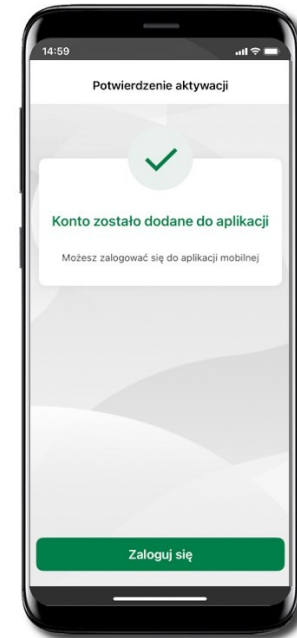 14:59
Potwierdzenie aktywacji
Konto zostało dodane do aplikacji
Możesz zalogować się do aplikacji mobilnej
Zaloguj się